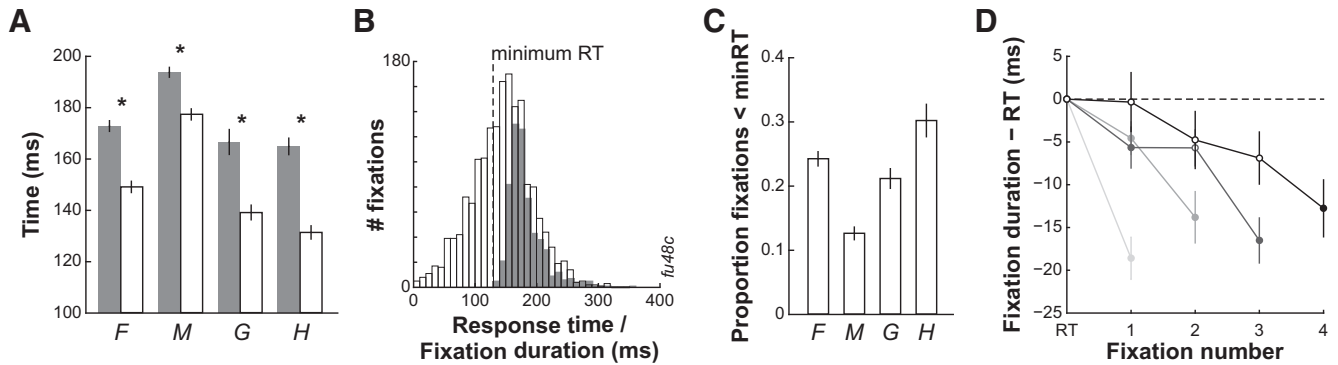 A
Time (ms)
200
180
160
140
120
100
*
*
*
*
F
M
G
H
B
# fixations
180
0
minimum RT
fu48c
0
100
200
300
400
Response time /
Fixation duration (ms)
C
Proportion fixations < minRT
0.4
0.3
0.2
0.1
0
F
M
G
H
D
Fixation duration – RT (ms)
5
0
−5
−10
−15
−20
−25
RT
1
2
3
4
Fixation number